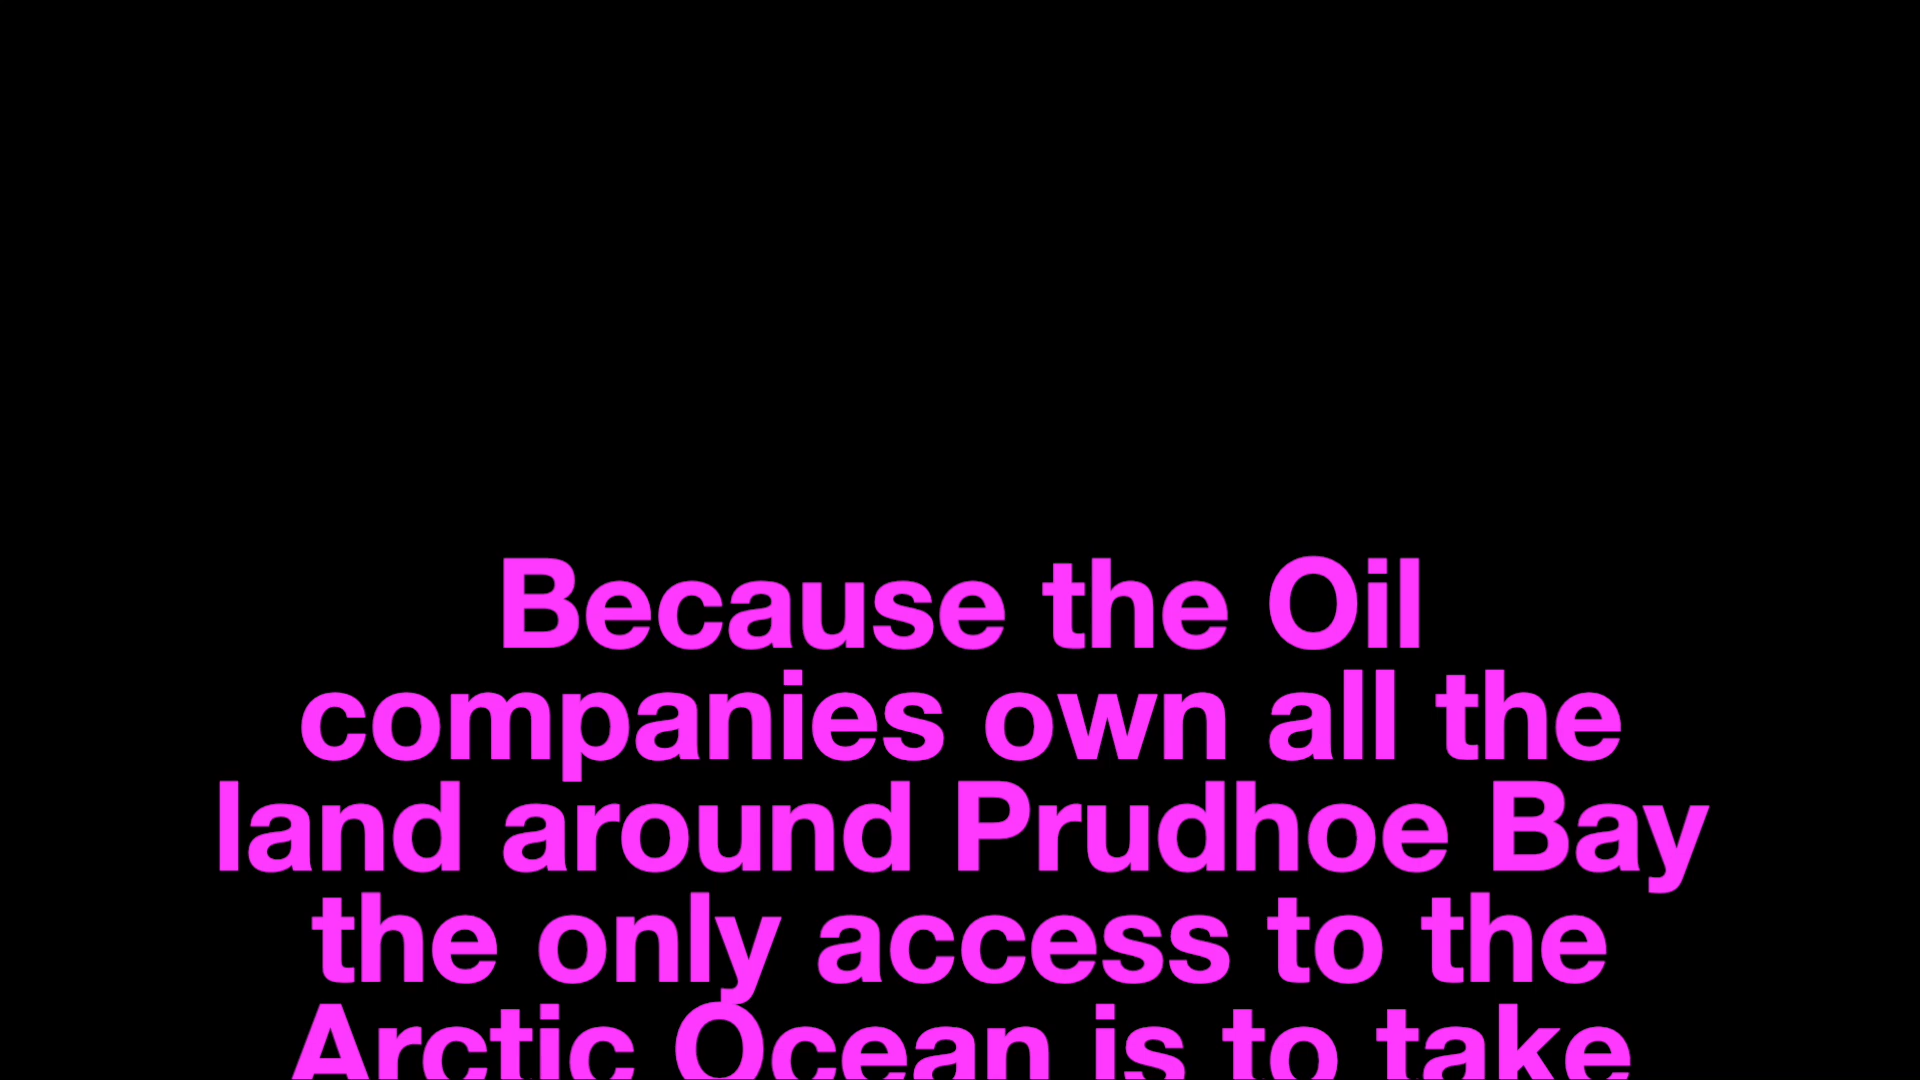 Because the Oil
companies own all the
land around Prudhoe Bay
the only access to the
Arctic Ocean is to take